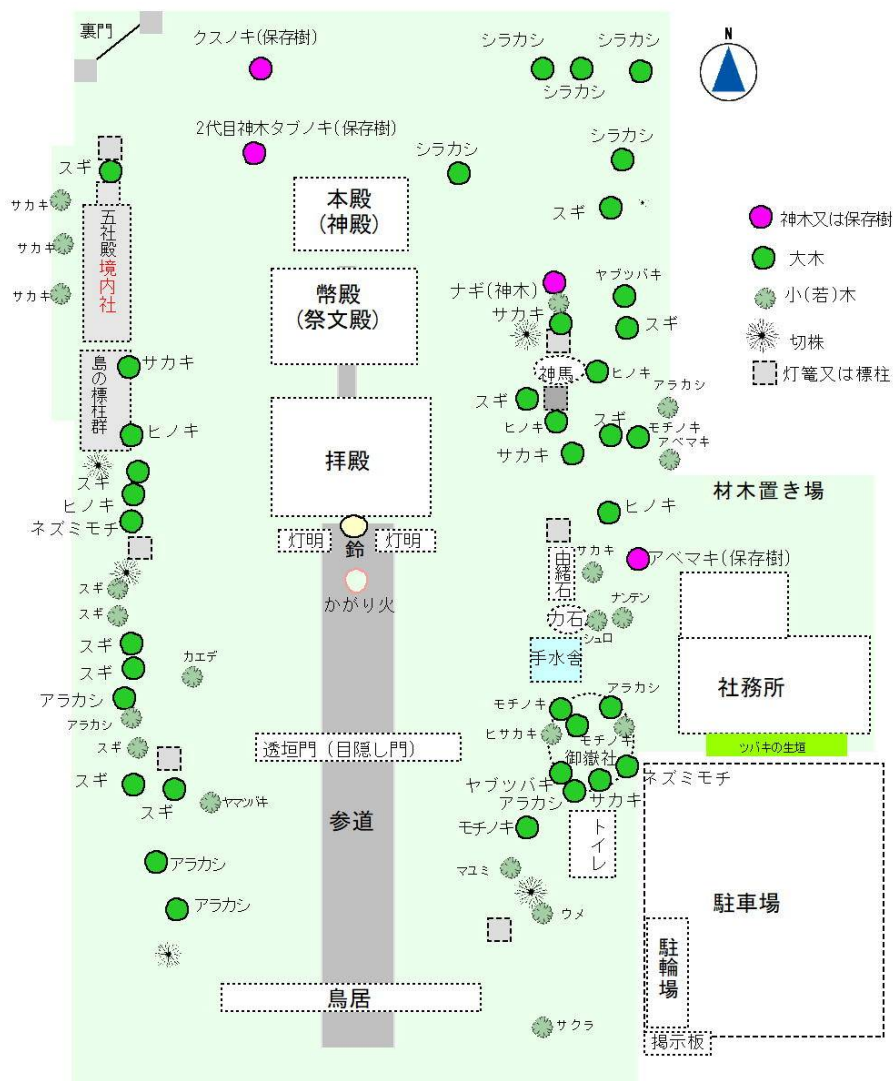 裏門
クスノキ(保存樹)
シラカシ
シラカシ
シラカシ
N
2代目神木タブノキ(保存樹)
シラカシ
シラカシ
スギ
サカキ
サカキ
サカキ
五社殿境内社
本殿
(神殿)
スギ
神木又は保存樹
大木
小(若)木
切株
灯篭又は標柱
幣殿
(祭文殿)
ナギ(神木)
ヤブツバキ
サカキ
スギ
島の標柱群
サカキ
神馬
ヒノキ
アラカシ
スギ
ヒノキ
スギ
モチノキ
アベマキ
サカキ
ヒノキ
拝殿
スギ
ヒノキ
ネズミモチ
材木置き場
ヒノキ
灯明
鈴
灯明
かがり火
由緒石
サカキ
アベマキ(保存樹)
ナンテン
力石
シュロ
スギ
スギ
スギ
スギ
カエデ
手水舎
社務所
アラカシ
アラカシ
スギ
モチノキ
アラカシ
ヒサカキ
モチノキ
御嶽社
ツバキの生垣
透垣門(目隠し門)
スギ
スギ
ヤマツバキ
ヤブツバキ
アラカシ
サカキ
ネズミモチ
参道
モチノキ
トイレ
アラカシ
アラカシ
マユミ
ウメ
駐車場
駐輪場
鳥居
サクラ
掲示板